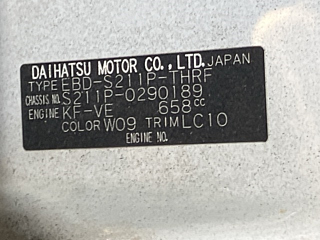 DAIHATSU MOTOR CO., LTD. JAPAN
TYPE EBD-S211P-THRF
CHASSIS NO. S211P-0290189
ENGINE KF-VE 658cc
COLOR W09 TRIM LC10
ENGINE NO.